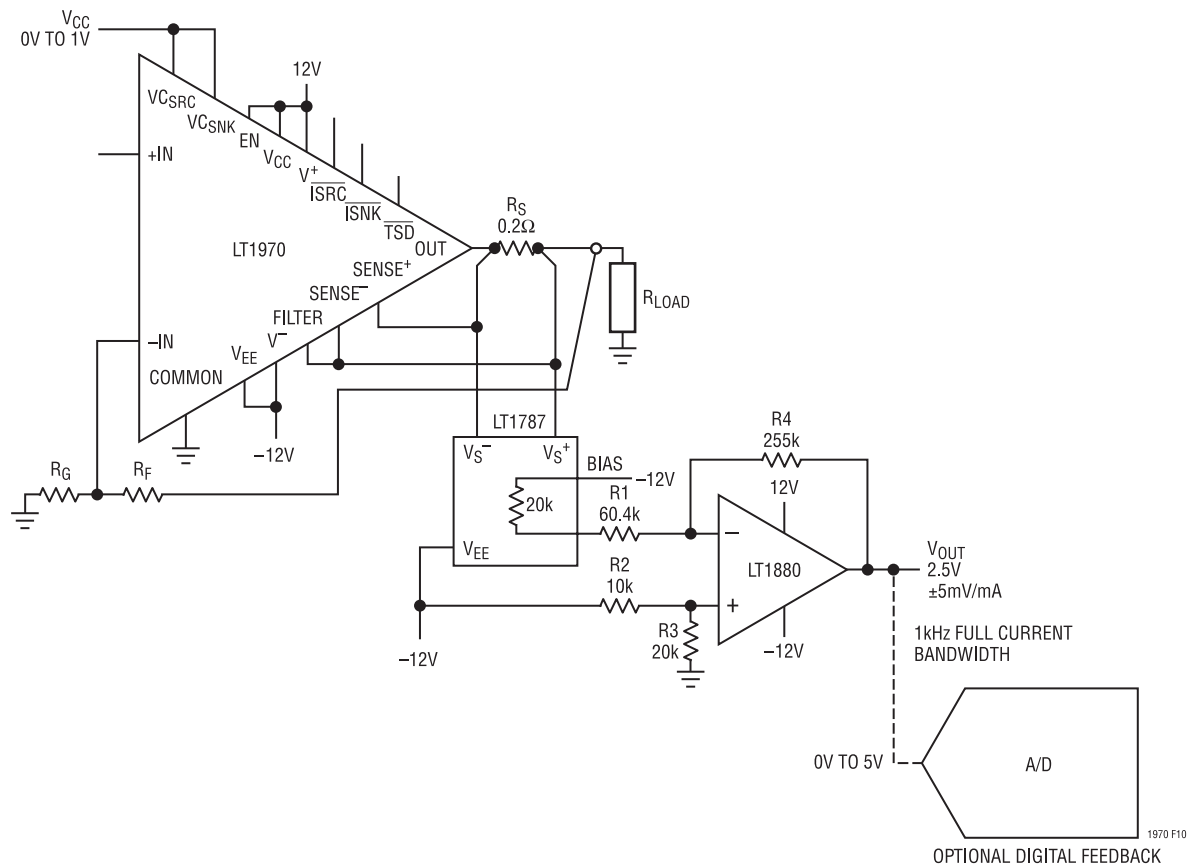 VCC
0V TO 1V
12V
VCSRC
VCSNK
EN
VCC
V+
ISRC
ISNK
TSD
+IN
RS
0.2Ω
OUT
LT1970
SENSE+
SENSE−
FILTER
V−
VEE
COMMON
−IN
RLOAD
−12V
RG
RF
LT1787
VS−
VS+
BIAS
−12V
20k
R1
60.4k
R4
255k
12V
−
LT1880
+
VEE
R2
10k
R3
20k
−12V
−12V
VOUT
2.5V
±5mV/mA
1kHz FULL CURRENT
BANDWIDTH
0V TO 5V
A/D
1970 F10
OPTIONAL DIGITAL FEEDBACK